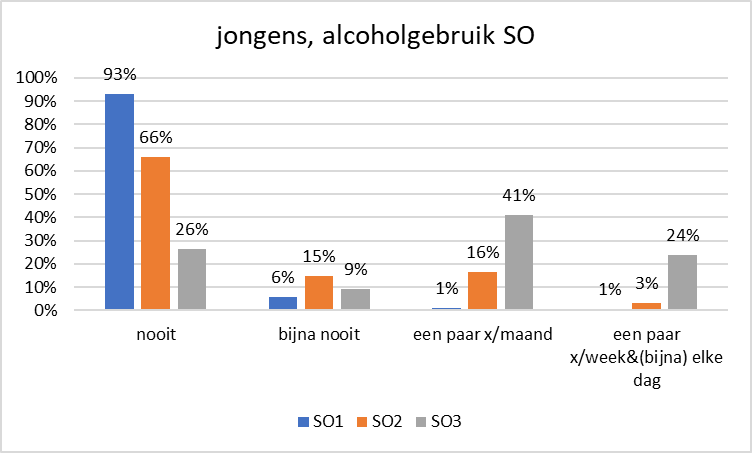 jongens, alcoholgebruik SO
100%
90%
80%
70%
60%
50%
40%
30%
20%
10%
0%
93%
66%
26%
6%
15%
9%
1%
16%
41%
1%
3%
24%
nooit
bijna nooit
een paar x/maand
een paar
x/week&(bijna) elke
dag
SO1 SO2 SO3